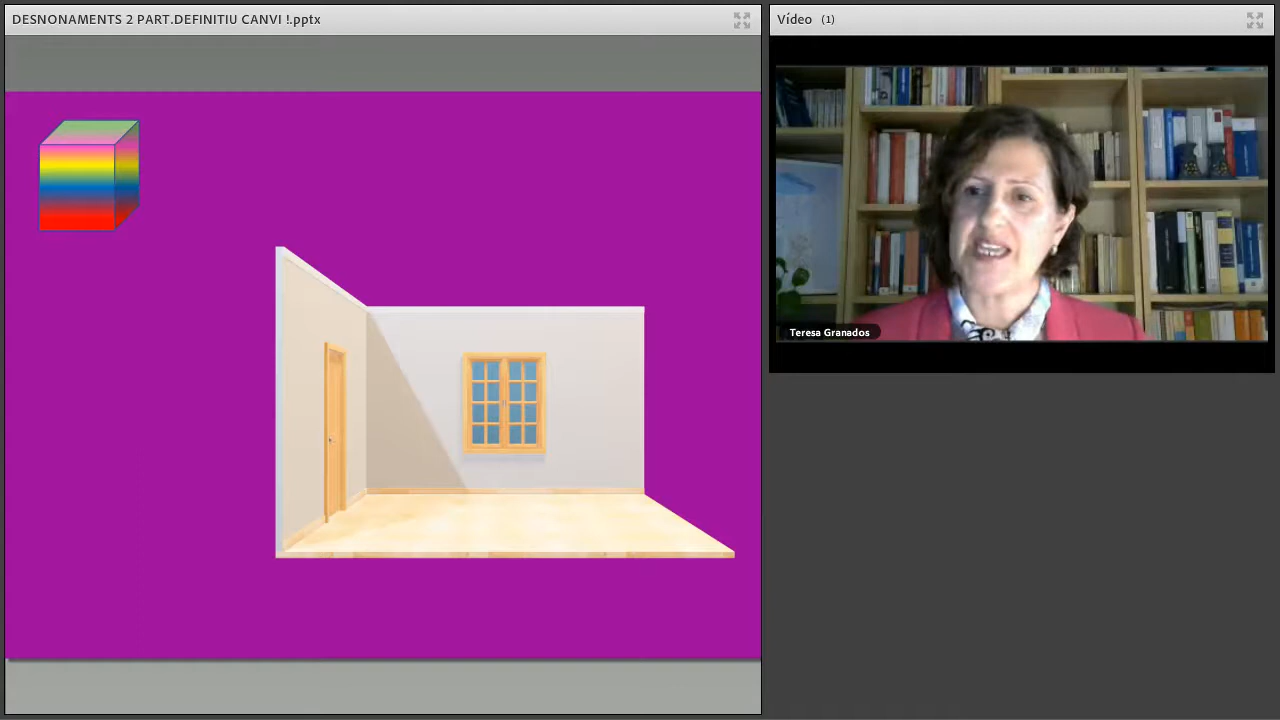 DESNONAMENTS 2 PART.DEFINITIU CANVI !.pptx
Vídeo (1)
Teresa Granados